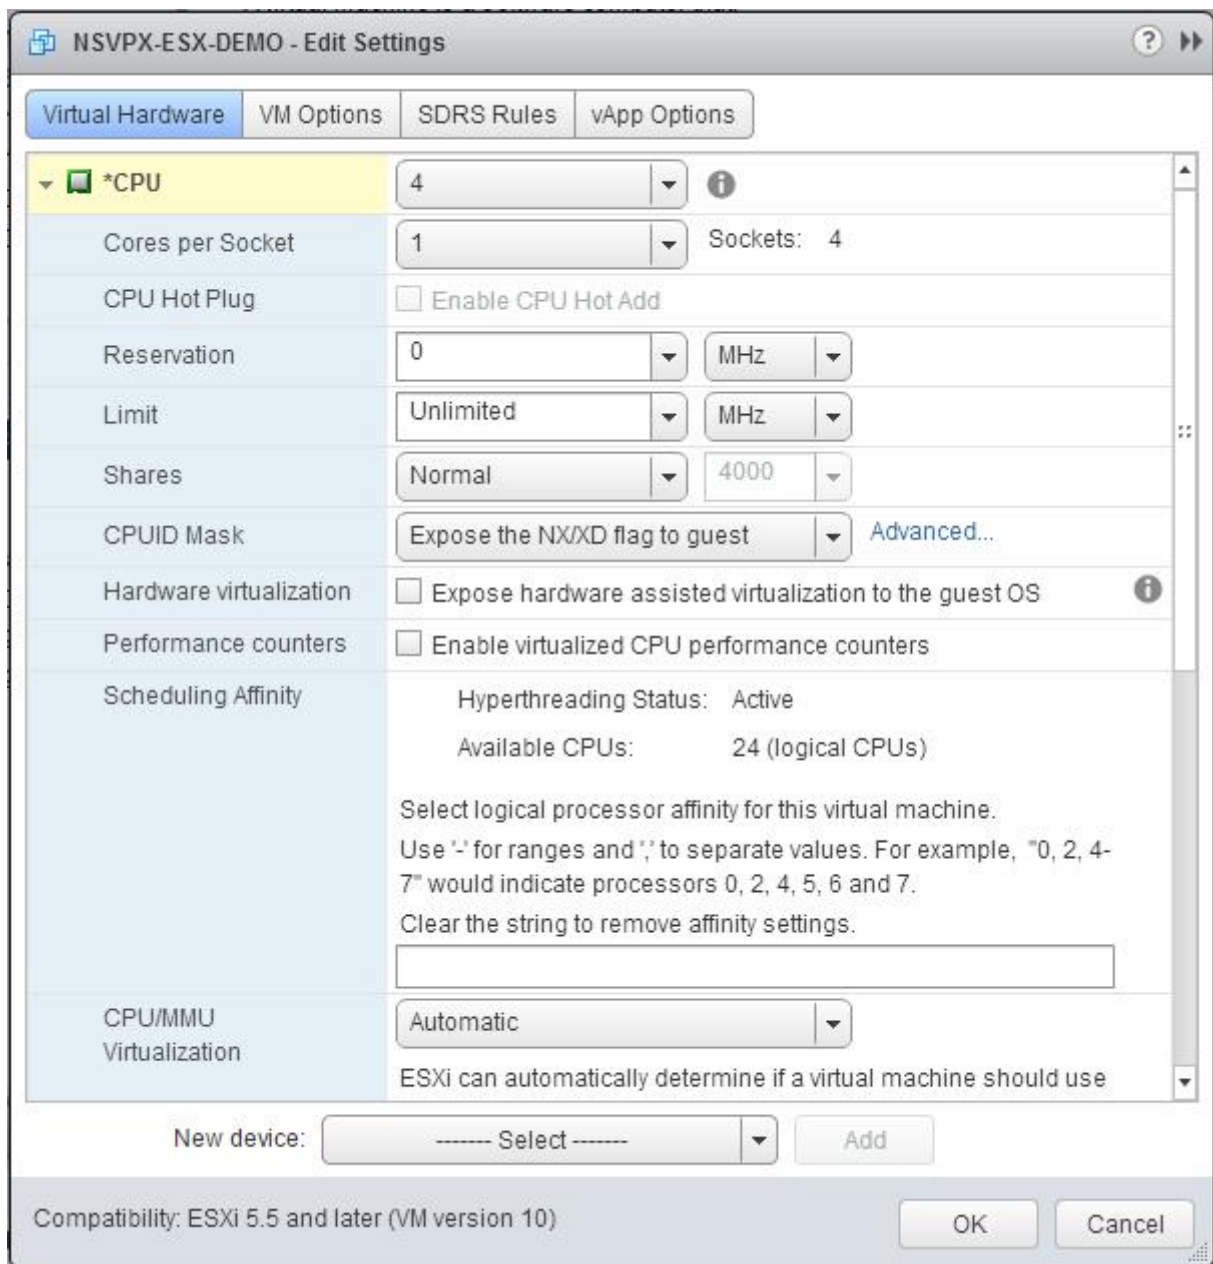 NSVPX-ESX-DEMO - Edit Settings
Virtual Hardware VM Options SDRS Rules vApp Options
*CPU 4
Cores per Socket 1 Sockets: 4
CPU Hot Plug Enable CPU Hot Add
Reservation 0 MHz
Limit Unlimited MHz
Shares Normal 4000
CPUID Mask Expose the NX/XD flag to guest Advanced...
Hardware virtualization Expose hardware assisted virtualization to the guest OS
Performance counters Enable virtualized CPU performance counters
Scheduling Affinity Hyperthreading Status: Active
Available CPUs: 24 (logical CPUs)
Select logical processor affinity for this virtual machine.
Use '-' for ranges and ',' to separate values. For example, "0, 2, 4-
7" would indicate processors 0, 2, 4, 5, 6 and 7.
Clear the string to remove affinity settings.
CPU/MMU Automatic
Virtualization
ESXi can automatically determine if a virtual machine should use
New device: ------- Select ------- Add
Compatibility: ESXi 5.5 and later (VM version 10) OK Cancel